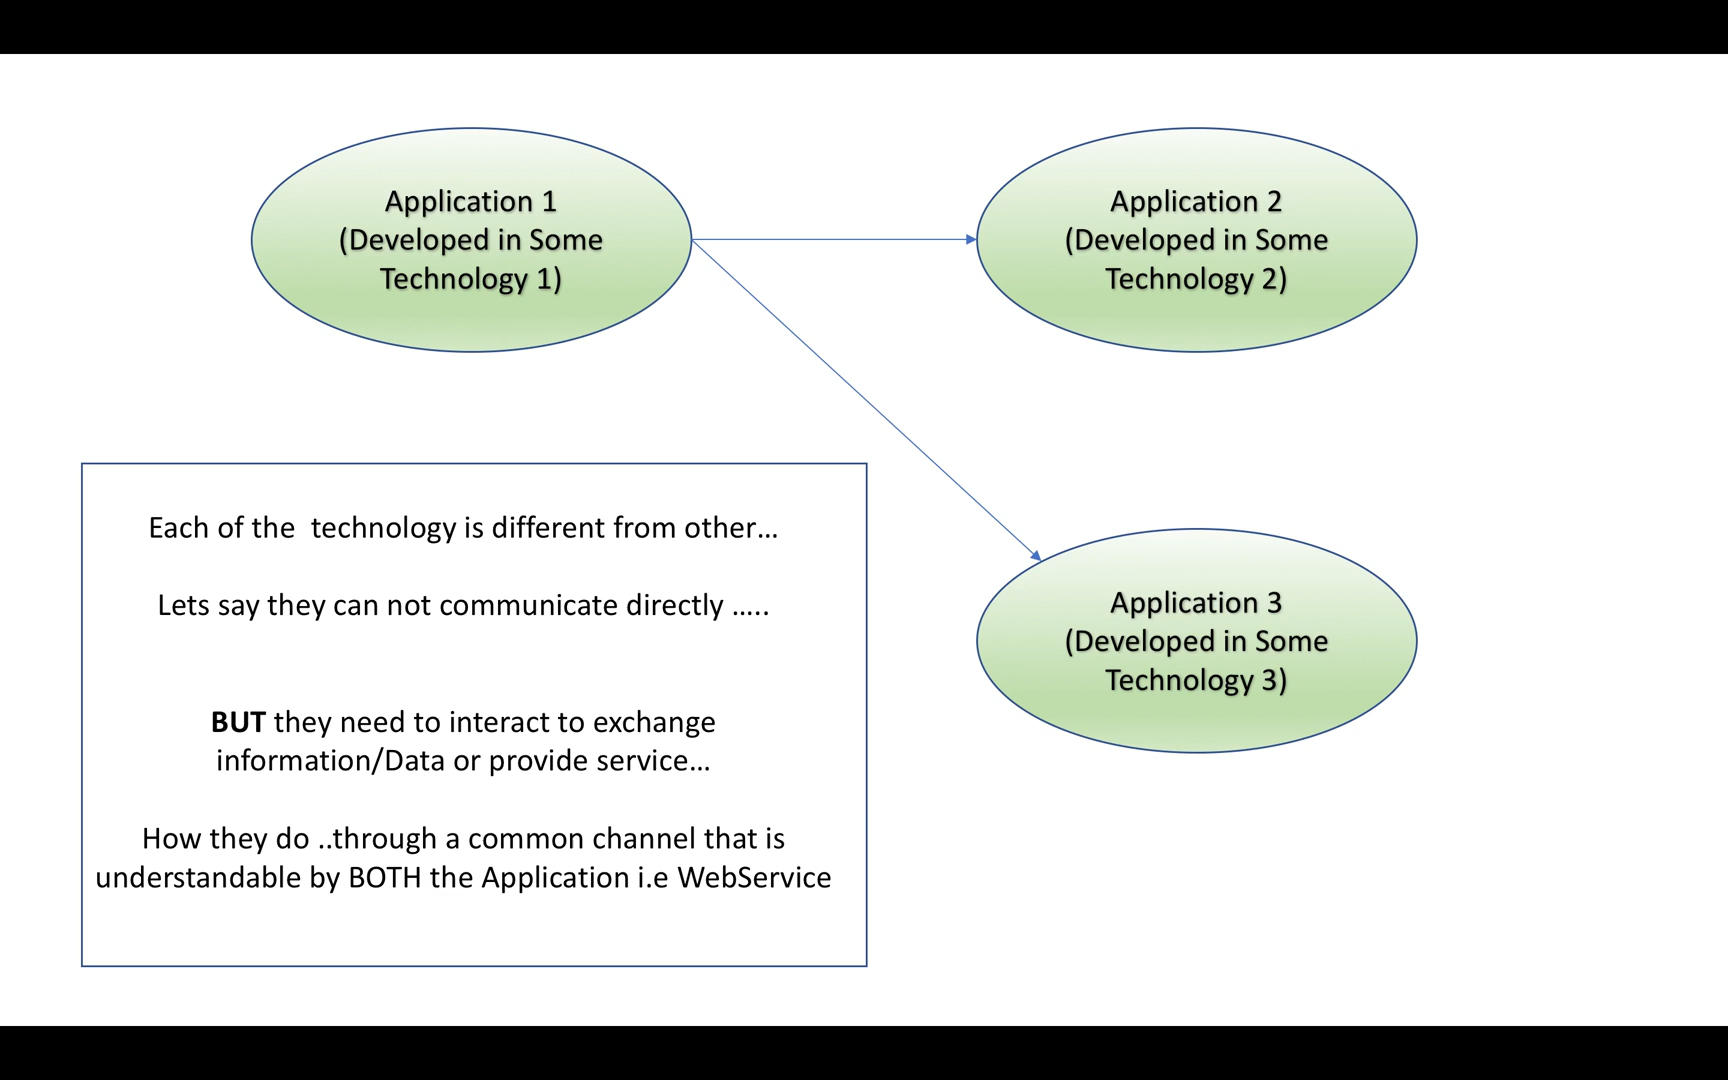 Application 1
(Developed in Some
Technology 1)
Application 2
(Developed in Some
Technology 2)
Each of the  technology is different from other...
Lets say they can not communicate directly .....
BUT they need to interact to exchange
information/Data or provide service...
How they do ..through a common channel that is
understandable by BOTH the Application i.e WebService
Application 3
(Developed in Some
Technology 3)